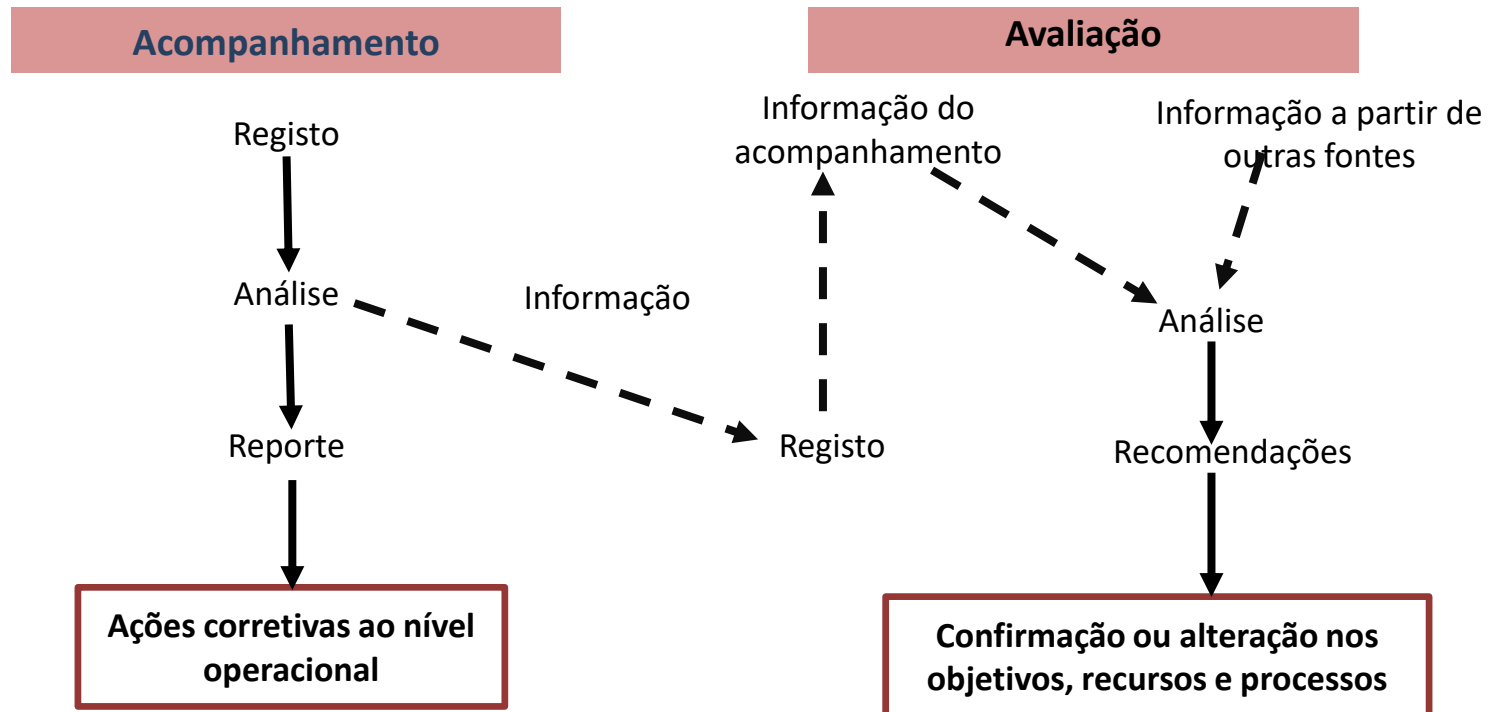 Acompanhamento
Avaliação
Registo
Informação do
acompanhamento
Informação a partir de
outras fontes
Análise
Informação
Análise
Reporte
Registo
Recomendações
Ações corretivas ao nível
operacional
Confirmação ou alteração nos
objetivos, recursos e processos